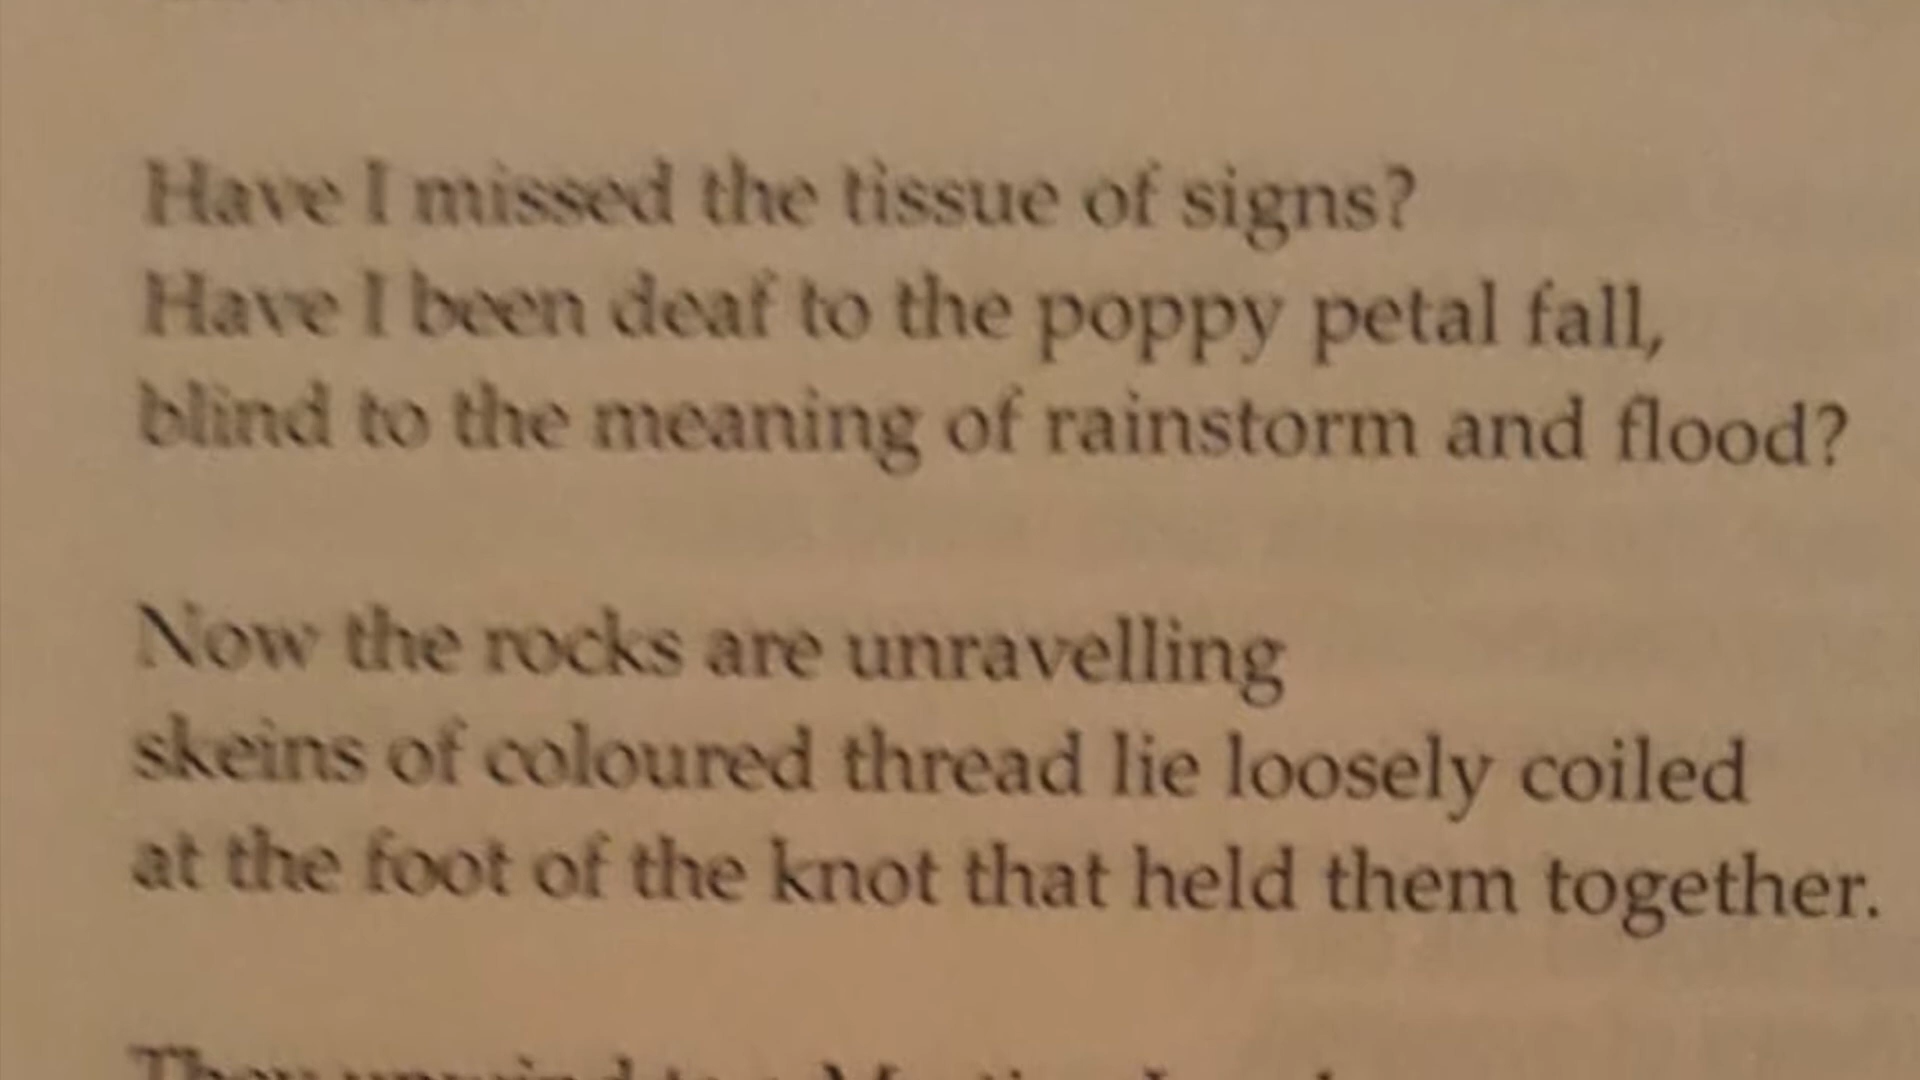 Have I missed the tissue of signs?
Have I been deaf to the poppy petal fall,
blind to the meaning of rainstorm and flood?
Now the rocks are unravelling
skeins of coloured thread lie loosely coiled
at the foot of the knot that held them together.